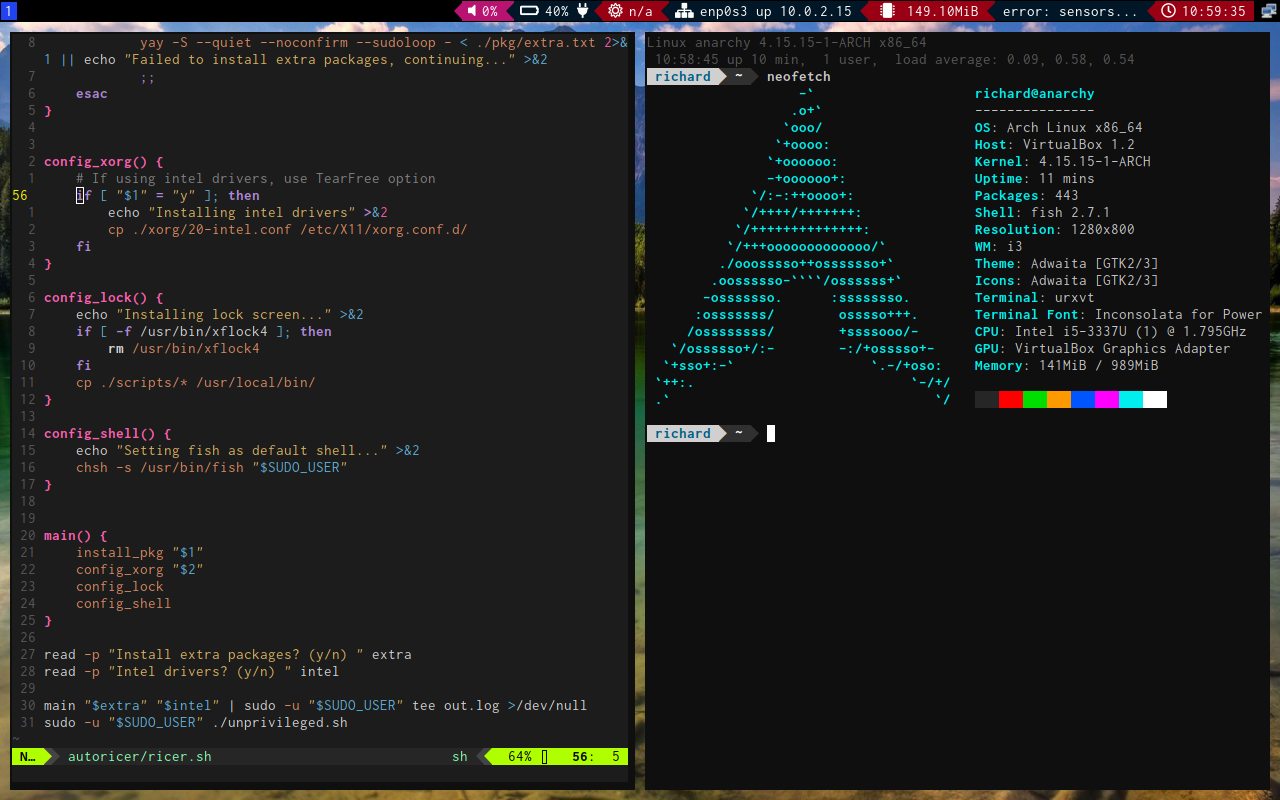 1
0%
40%
n/a
enp0s3 up 10.0.2.15
149.10MiB
error: sensors...
10:59:35
8 yay -S --quiet --noconfirm --sudoloop - < ./pkg/extra.txt 2>&
1 || echo "Failed to install extra packages, continuing..." >&2
7 ;;
6 esac
5 }
4
3
2 config_xorg() {
1 # If using intel drivers, use TearFree option
56 if [ "$1" = "y" ]; then
1 echo "Installing intel drivers" >&2
2 cp ./xorg/20-intel.conf /etc/X11/xorg.conf.d/
3 fi
4 }
5
6 config_lock() {
7 echo "Installing lock screen..." >&2
8 if [ -f /usr/bin/xflock4 ]; then
9 rm /usr/bin/xflock4
10 fi
11 cp ./scripts/* /usr/local/bin/
12 }
13
14 config_shell() {
15 echo "Setting fish as default shell..." >&2
16 chsh -s /usr/bin/fish "$SUDO_USER"
17 }
18
19
20 main() {
21 install_pkg "$1"
22 config_xorg "$2"
23 config_lock
24 config_shell
25 }
26
27 read -p "Install extra packages? (y/n) " extra
28 read -p "Intel drivers? (y/n) " intel
29
30 main "$extra" "$intel" | sudo -u "$SUDO_USER" tee out.log >/dev/null
31 sudo -u "$SUDO_USER" ./unprivileged.sh
~
N… autoricer/ricer.sh sh 64% 56: 5
Linux anarchy 4.15.15-1-ARCH x86_64
10:58:45 up 10 min, 1 user, load average: 0.09, 0.58, 0.54
richard ~ neofetch
-`
.o+`
`ooo/
`+oooo:
`+oooooo:
-+oooooo+:
`/:-:++oooo+:
`/++++/+++++++:
`/++++++++++++++:
`/+++ooooooooooooo/`
./ooosssso++osssssso+`
.oossssso-````/ossssss+`
-osssssso. :ssssssso.
:osssssss/ osssso+++.
/ossssssss/ +ssssooo/-
`/ossssso+/:- -:/+osssso+-
`+sso+:-` `.-/+oso:
`++:. `-/+/
.` `/
richard@anarchy
---------------
OS: Arch Linux x86_64
Host: VirtualBox 1.2
Kernel: 4.15.15-1-ARCH
Uptime: 11 mins
Packages: 443
Shell: fish 2.7.1
Resolution: 1280x800
WM: i3
Theme: Adwaita [GTK2/3]
Icons: Adwaita [GTK2/3]
Terminal: urxvt
Terminal Font: Inconsolata for Power
CPU: Intel i5-3337U (1) @ 1.795GHz
GPU: VirtualBox Graphics Adapter
Memory: 141MiB / 989MiB
richard ~